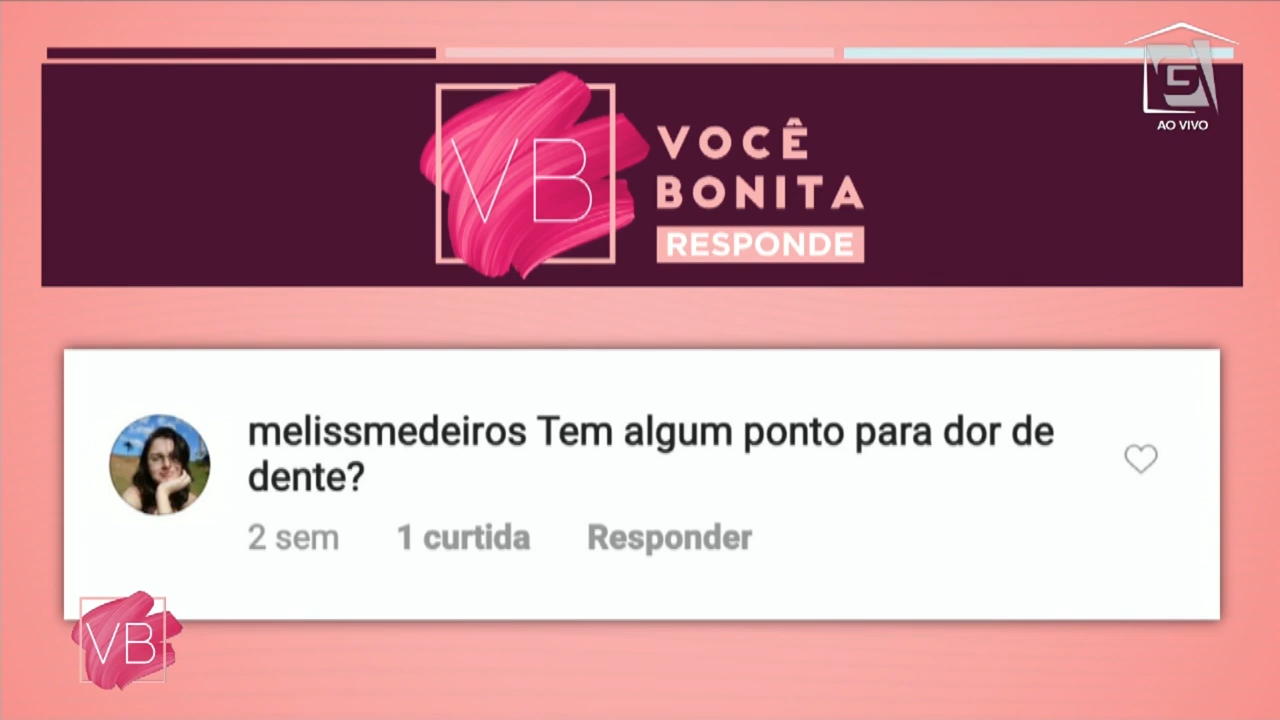 VB
VOCÊ
BONITA
RESPONDE
G
AO VIVO
melissmedeiros Tem algum ponto para dor de
dente?
2 sem 1 curtida Responder
VB